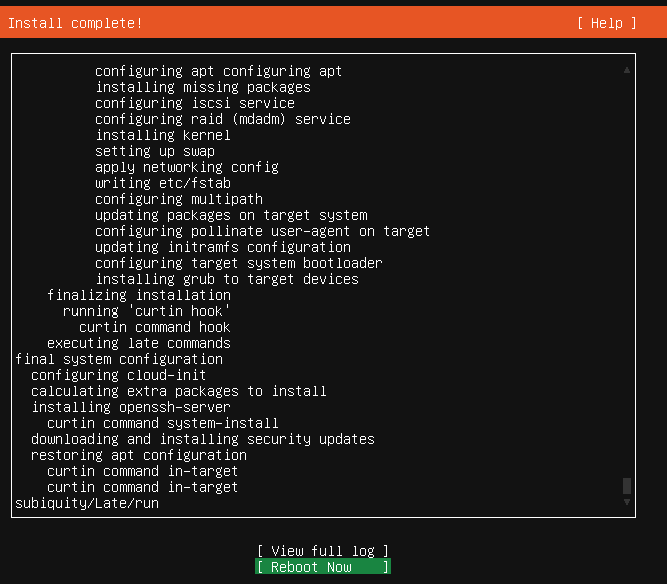 Install complete!
[ Help ]
configuring apt configuring apt
installing missing packages
configuring iscsi service
configuring raid (mdadm) service
installing kernel
setting up swap
apply networking config
writing etc/fstab
configuring multipath
updating packages on target system
configuring pollinate user-agent on target
updating initramfs configuration
configuring target system bootloader
installing grub to target devices
finalizing installation
running 'curtin hook'
curtin command hook
executing late commands
final system configuration
configuring cloud-init
calculating extra packages to install
installing openssh-server
curtin command system-install
downloading and installing security updates
restoring apt configuration
curtin command in-target
curtin command in-target
subiquity/Late/run
[ View full log ]
[ Reboot Now ]